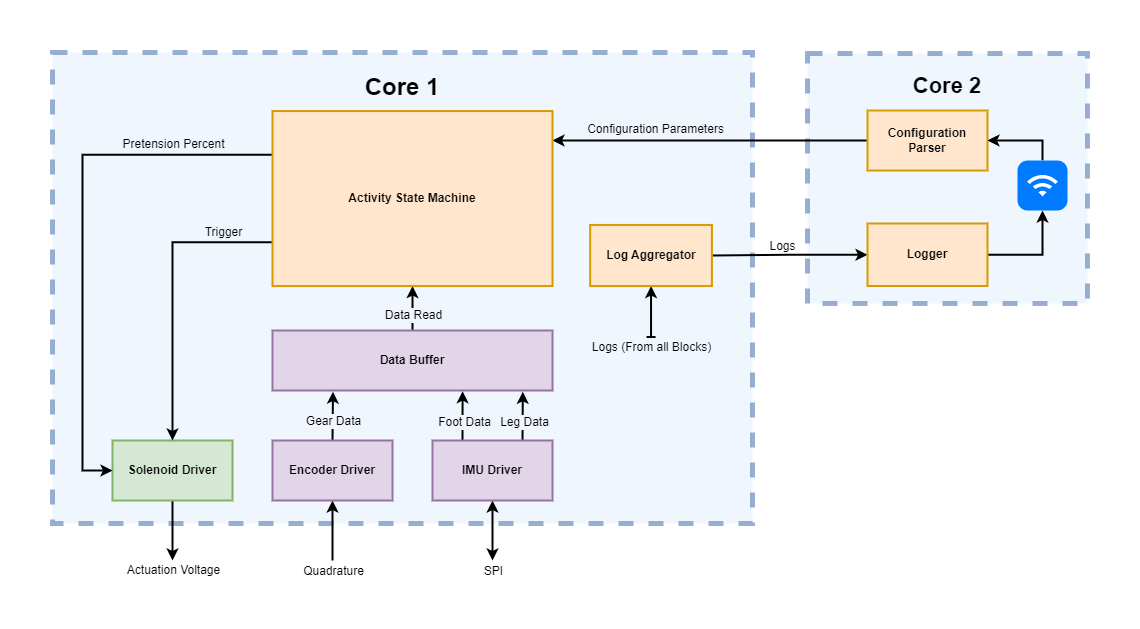 Core 1
Core 2
Pretension Percent
Configuration Parameters
Configuration
Parser
Activity State Machine
Trigger
Log Aggregator
Logs
Logger
Data Read
Logs (From all Blocks)
Data Buffer
Gear Data
Foot Data
Leg Data
Solenoid Driver
Encoder Driver
IMU Driver
Actuation Voltage
Quadrature
SPI